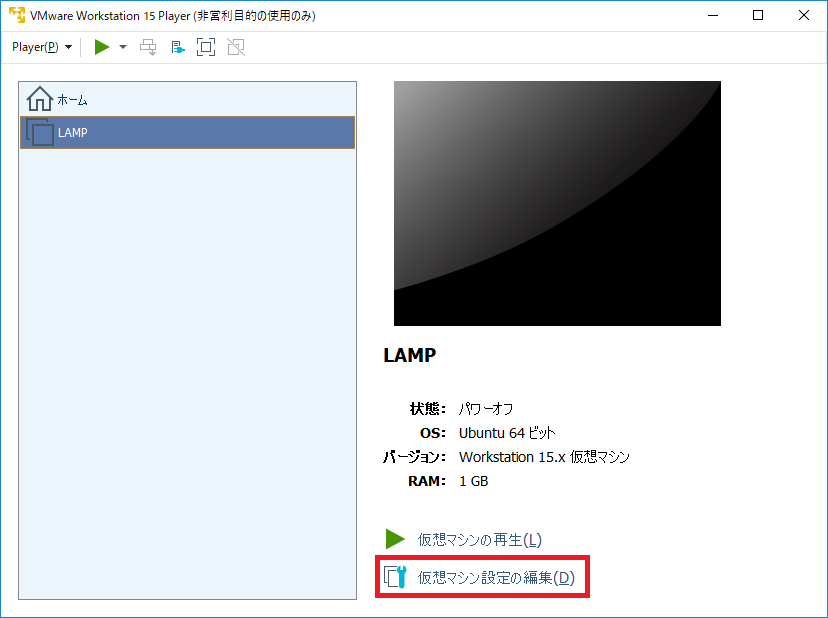 VMware Workstation 15 Player (非営利目的の使用のみ)
Player(P)
ホーム
LAMP
LAMP
状態: パワーオフ
OS: Ubuntu 64 ビット
バージョン: Workstation 15.x 仮想マシン
RAM: 1 GB
仮想マシンの再生(L)
仮想マシン設定の編集(D)